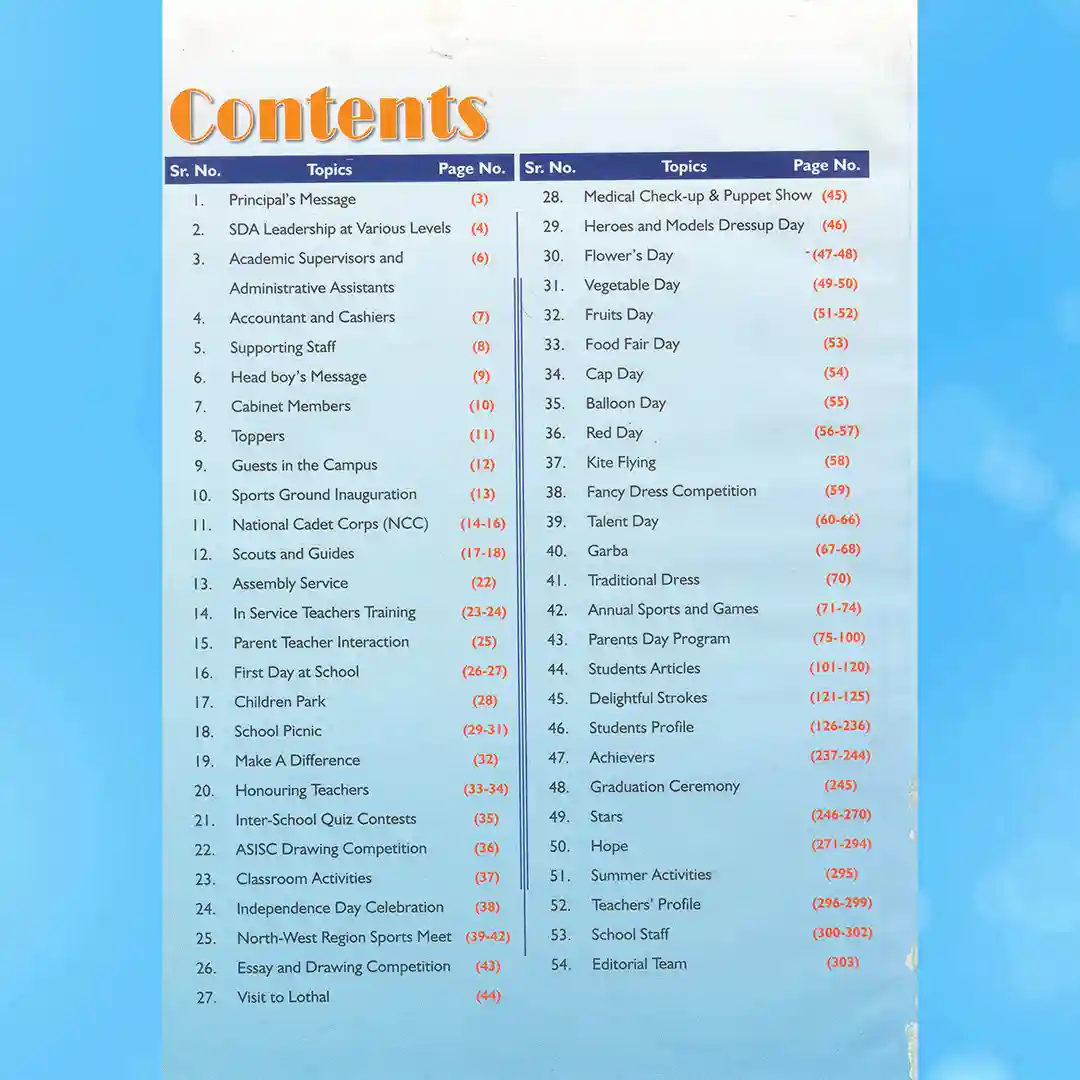 Contents
Sr. No. Topics Page No.
1. Principal's Message (3)
2. SDA Leadership at Various Levels (4)
3. Academic Supervisors and (6)
Administrative Assistants
4. Accountant and Cashiers (7)
5. Supporting Staff (8)
6. Head boy's Message (9)
7. Cabinet Members (10)
8. Toppers (11)
9. Guests in the Campus (12)
10. Sports Ground Inauguration (13)
11. National Cadet Corps (NCC) (14-16)
12. Scouts and Guides (17-18)
13. Assembly Service (22)
14. In Service Teachers Training (23-24)
15. Parent Teacher Interaction (25)
16. First Day at School (26-27)
17. Children Park (28)
18. School Picnic (29-31)
19. Make A Difference (32)
20. Honouring Teachers (33-34)
21. Inter-School Quiz Contests (35)
22. ASISC Drawing Competition (36)
23. Classroom Activities (37)
24. Independence Day Celebration (38)
25. North-West Region Sports Meet (39-42)
26. Essay and Drawing Competition (43)
27. Visit to Lothal (44)
Sr. No. Topics Page No.
28. Medical Check-up & Puppet Show (45)
29. Heroes and Models Dressup Day (46)
30. Flower's Day (47-48)
31. Vegetable Day (49-50)
32. Fruits Day (51-52)
33. Food Fair Day (53)
34. Cap Day (54)
35. Balloon Day (55)
36. Red Day (56-57)
37. Kite Flying (58)
38. Fancy Dress Competition (59)
39. Talent Day (60-66)
40. Garba (67-68)
41. Traditional Dress (70)
42. Annual Sports and Games (71-74)
43. Parents Day Program (75-100)
44. Students Articles (101-120)
45. Delightful Strokes (121-125)
46. Students Profile (126-236)
47. Achievers (237-244)
48. Graduation Ceremony (245)
49. Stars (246-270)
50. Hope (271-294)
51. Summer Activities (295)
52. Teachers' Profile (296-299)
53. School Staff (300-302)
54. Editorial Team (303)